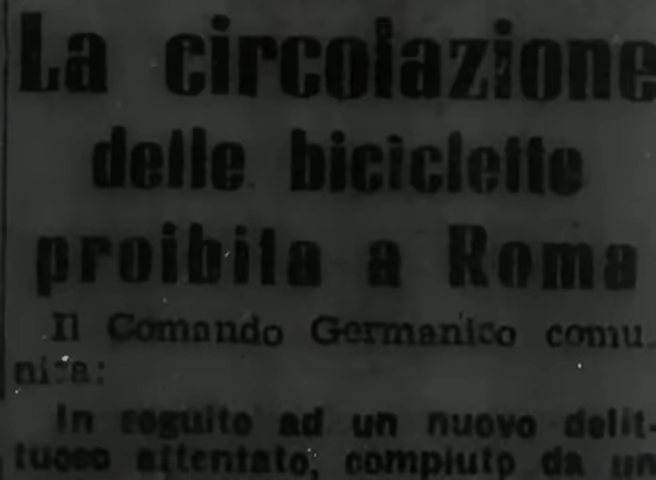 La circolazione
delle biciclette
proibita a Roma
Il Comando Germanico comu-
nica:
In seguito ad un nuovo delit-
tuoso attentato, compiuto da un